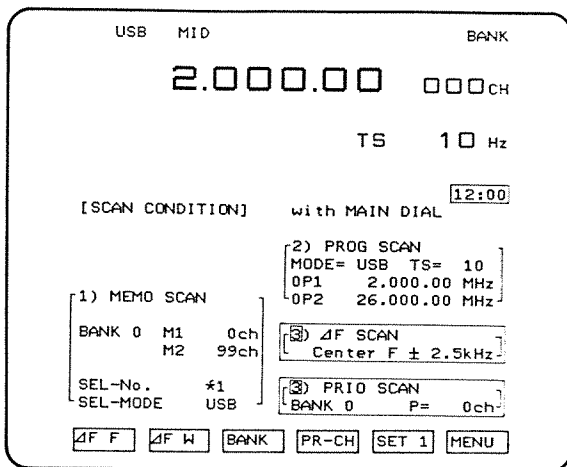 USB MID BANK
2.000.00 000CH
TS 10 Hz
12:00
[SCAN CONDITION] with MAIN DIAL
2) PROG SCAN
MODE= USB TS= 10
0P1 2.000.00 MHz
0P2 26.000.00 MHz
1) MEMO SCAN
BANK 0 M1 0ch
M2 99ch
SEL-No. *1
SEL-MODE USB
3) ΔF SCAN
Center F ± 2.5kHz
3) PRIO SCAN
BANK 0 P= 0ch
ΔF F ΔF W BANK PR-CH SET 1 MENU